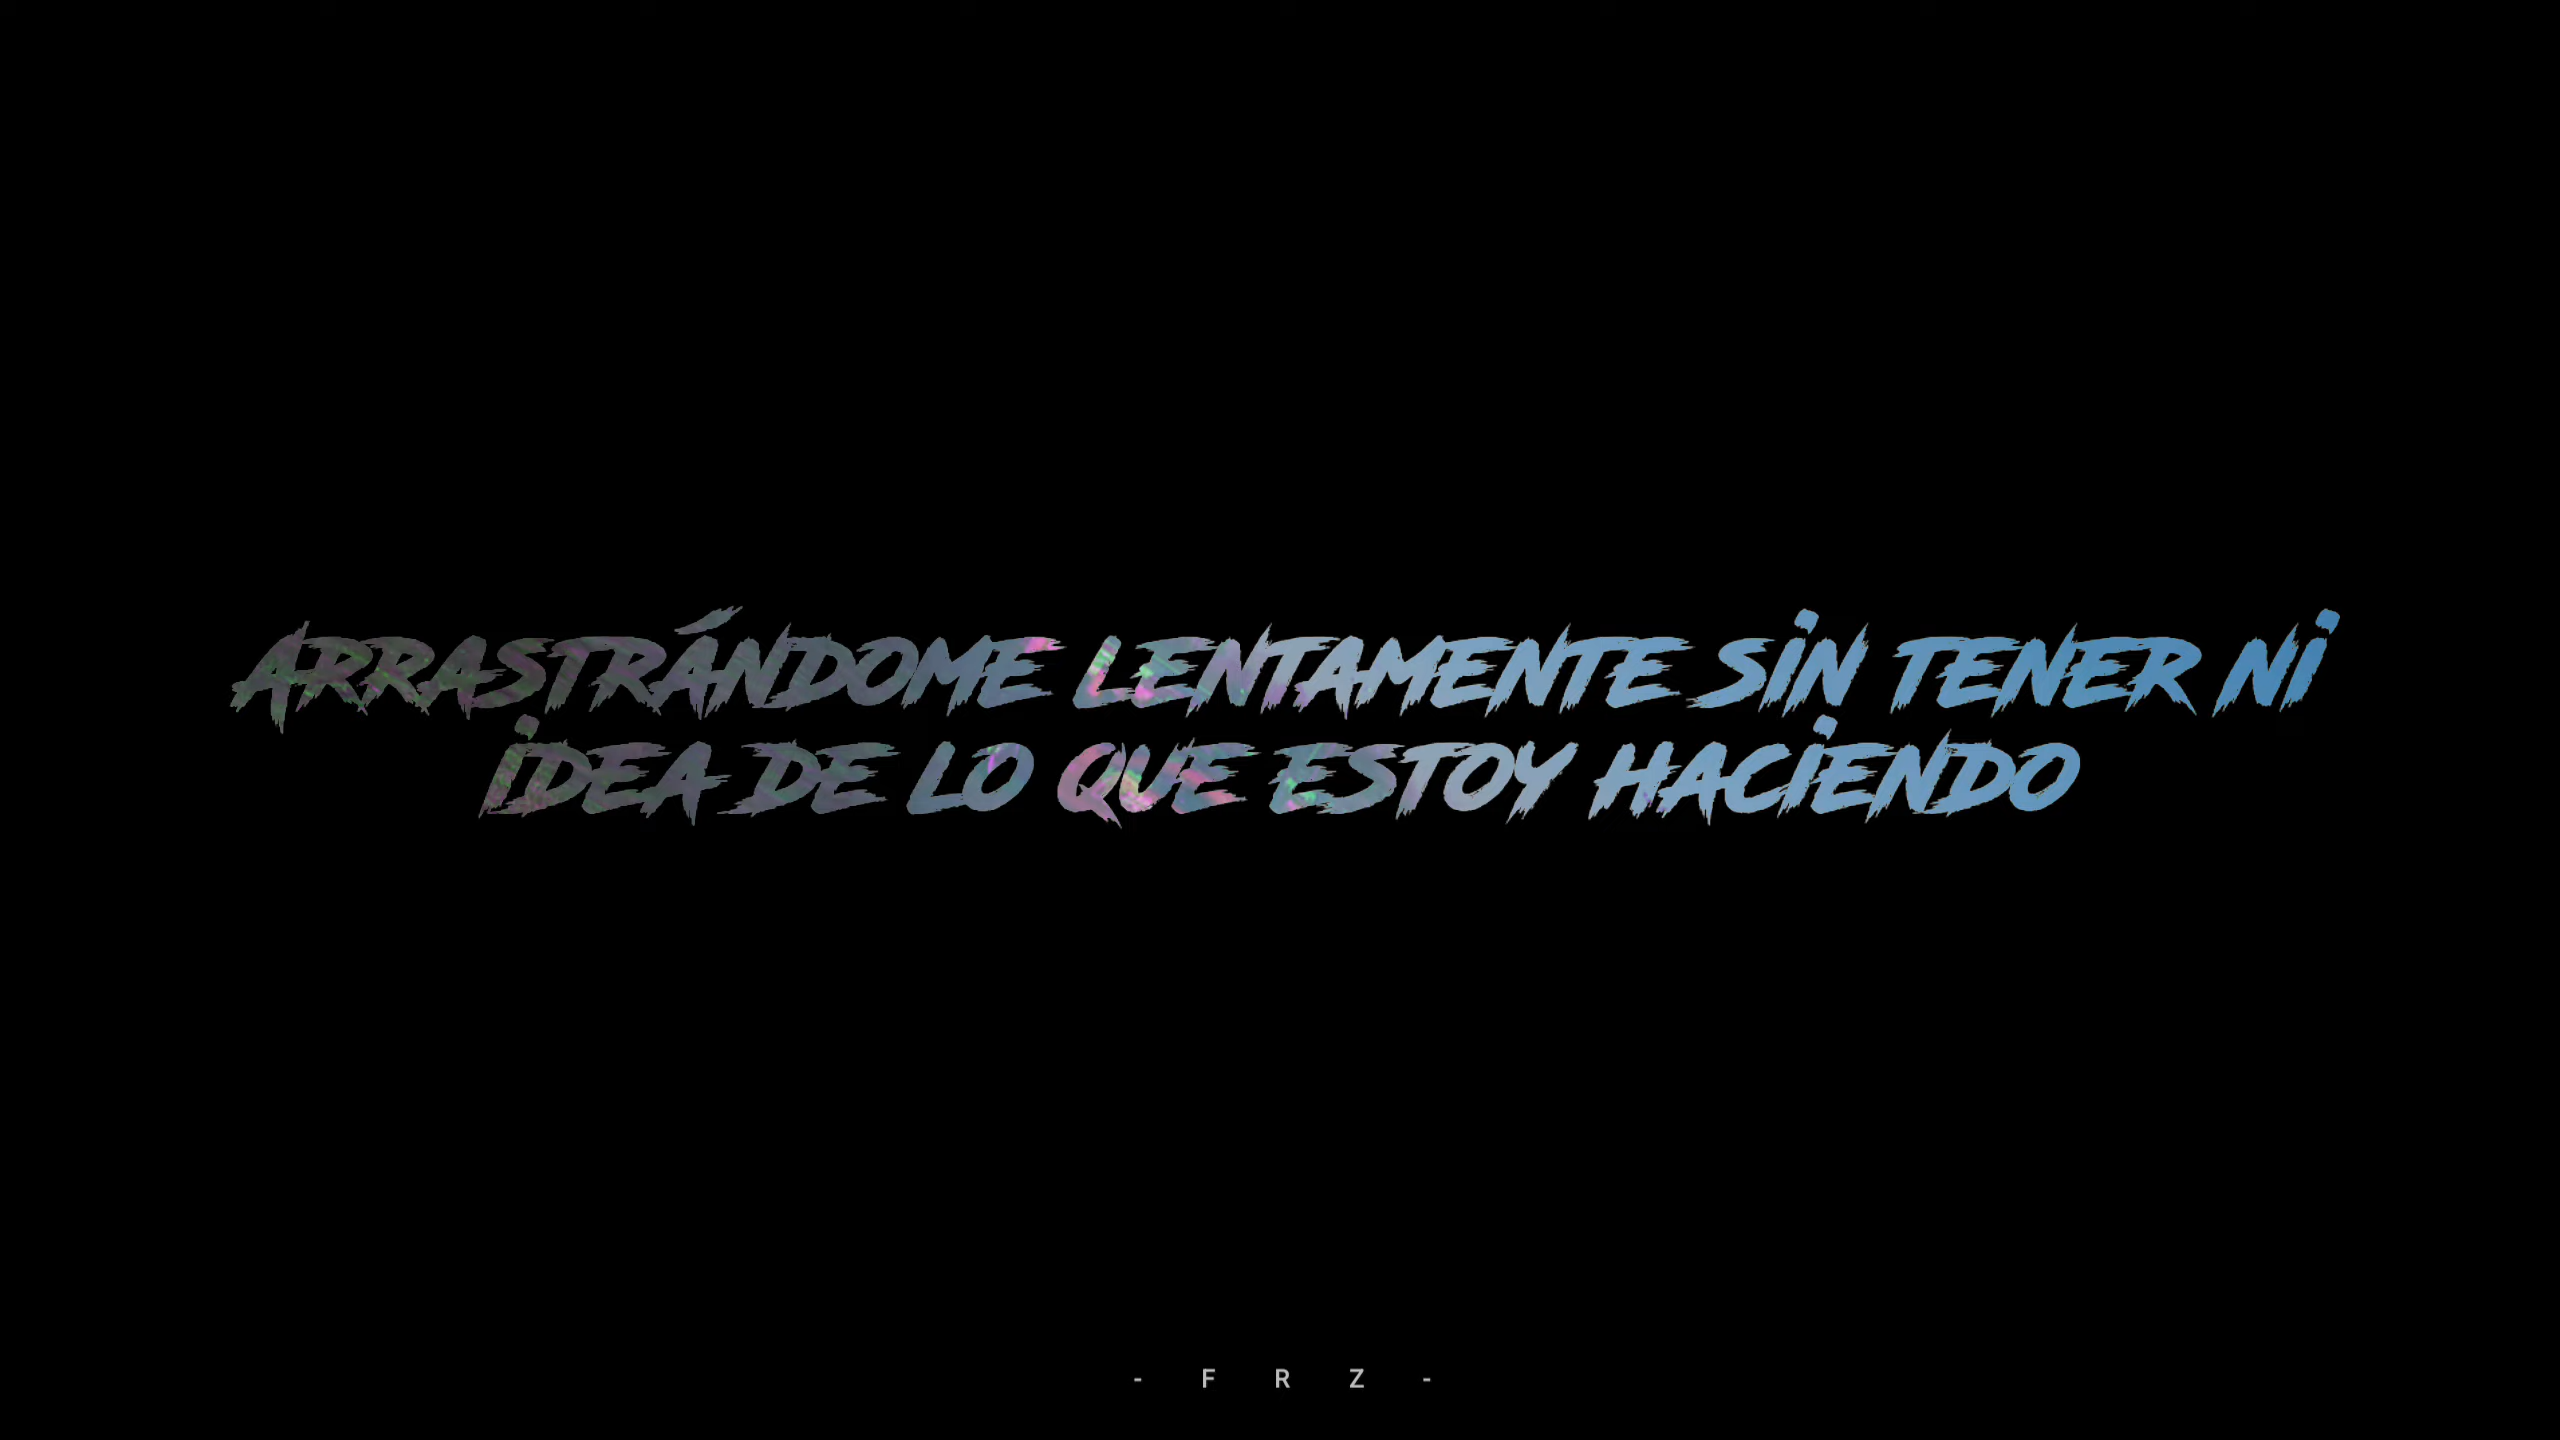 ARRASTRÁNDOME LENTAMENTE SIN TENER NI
IDEA DE LO QUE ESTOY HACIENDO
- F R Z -